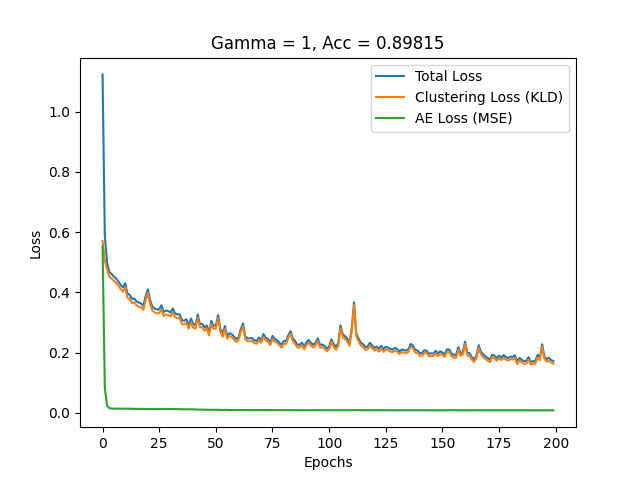 Gamma = 1, Acc = 0.89815
Total Loss
Clustering Loss (KLD)
AE Loss (MSE)
Loss
1.0
0.8
0.6
0.4
0.2
0.0
0 25 50 75 100 125 150 175 200
Epochs